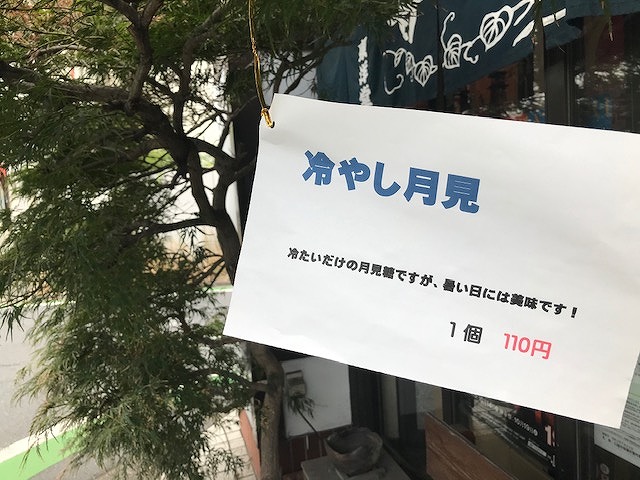 冷やし月見
冷たいだけの月見糖ですが、暑い日には美味です！
1個 110円